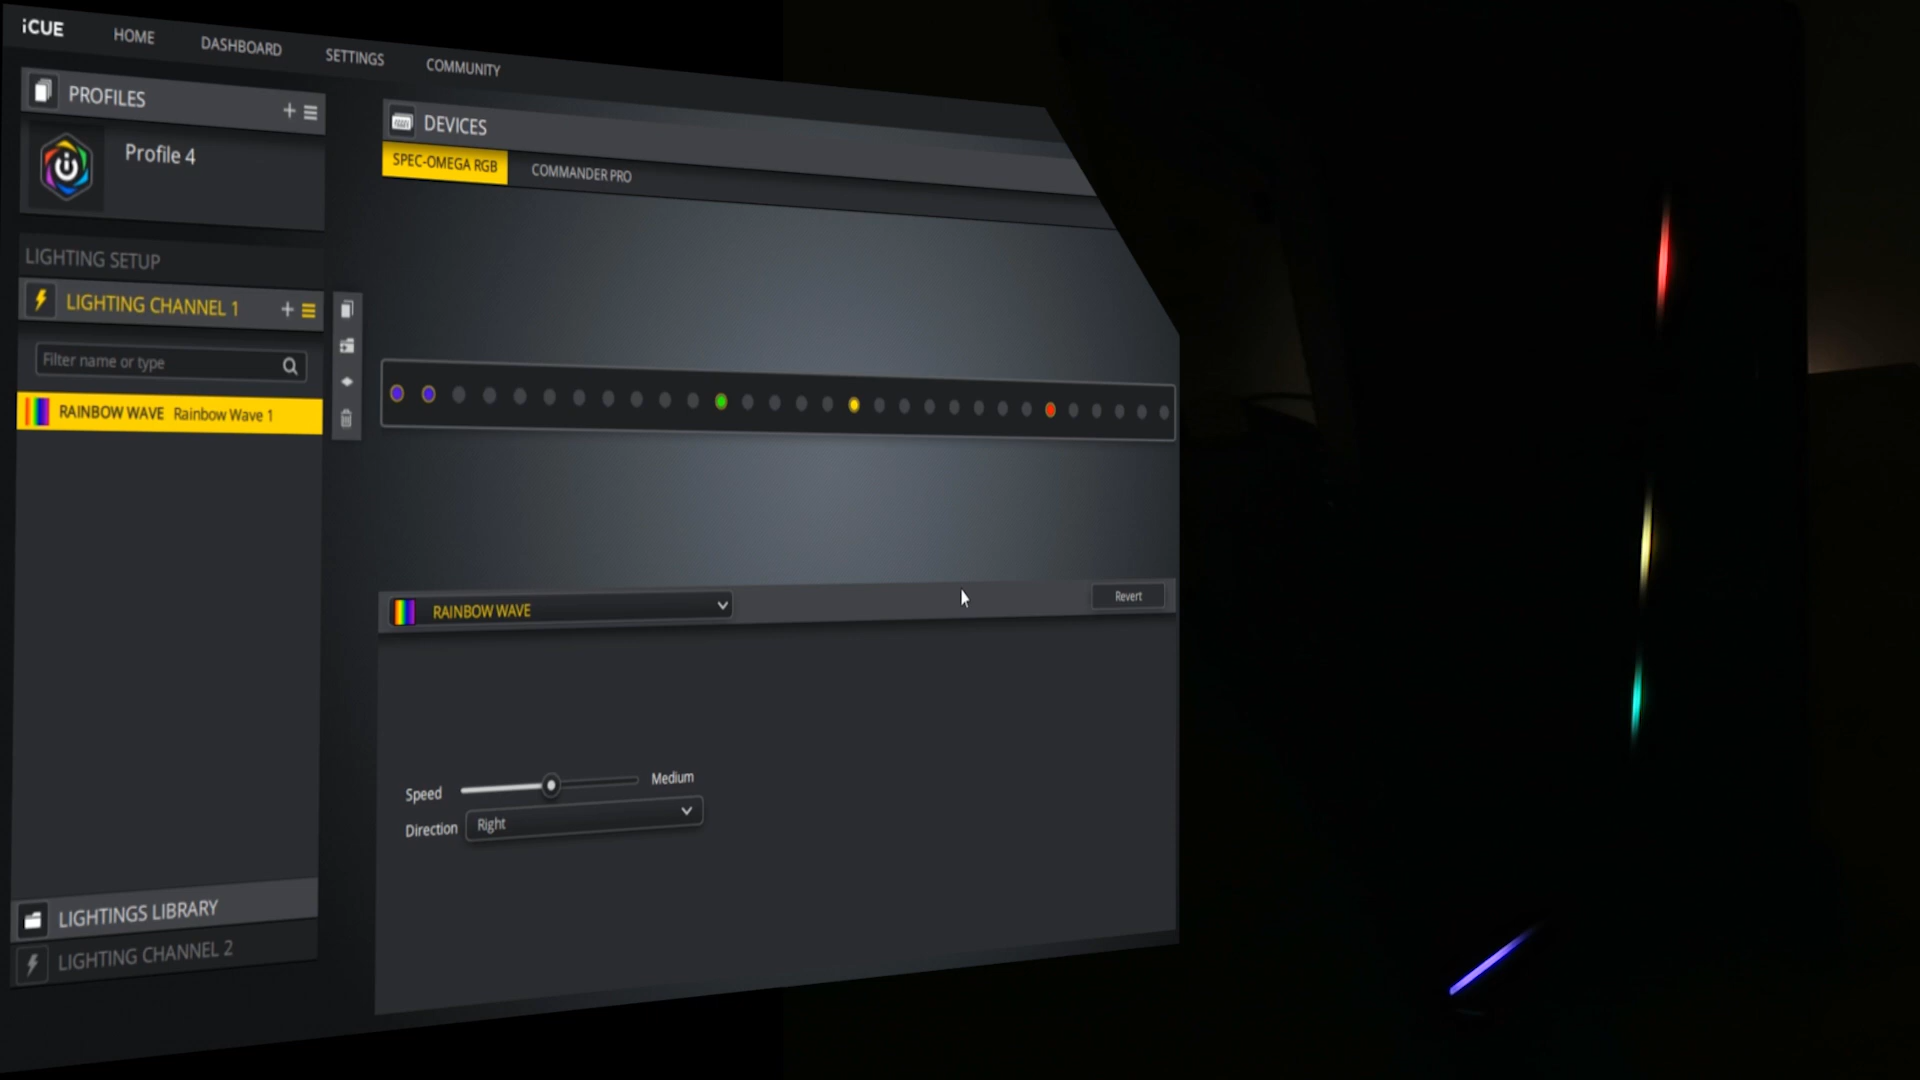 iCUE HOME DASHBOARD SETTINGS COMMUNITY
PROFILES
Profile 4
LIGHTING SETUP
LIGHTING CHANNEL 1
Filter name or type
RAINBOW WAVE Rainbow Wave 1
LIGHTINGS LIBRARY
LIGHTING CHANNEL 2
DEVICES
SPEC-OMEGA RGB COMMANDER PRO
RAINBOW WAVE
Revert
Speed Medium
Direction Right